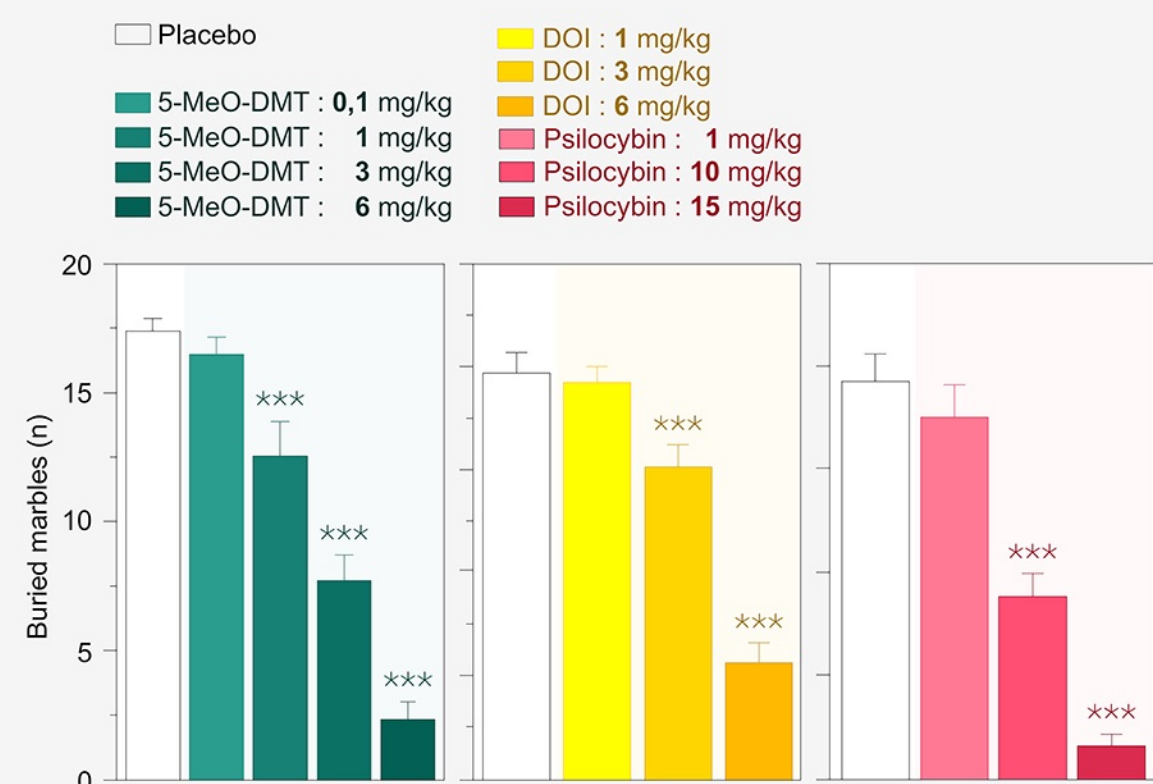 Placebo
5-MeO-DMT : 0,1 mg/kg
5-MeO-DMT : 1 mg/kg
5-MeO-DMT : 3 mg/kg
5-MeO-DMT : 6 mg/kg
DOI : 1 mg/kg
DOI : 3 mg/kg
DOI : 6 mg/kg
Psilocybin : 1 mg/kg
Psilocybin : 10 mg/kg
Psilocybin : 15 mg/kg
Buried marbles (n)
20
15
10
5
0
***
***
***
***
***
***
***